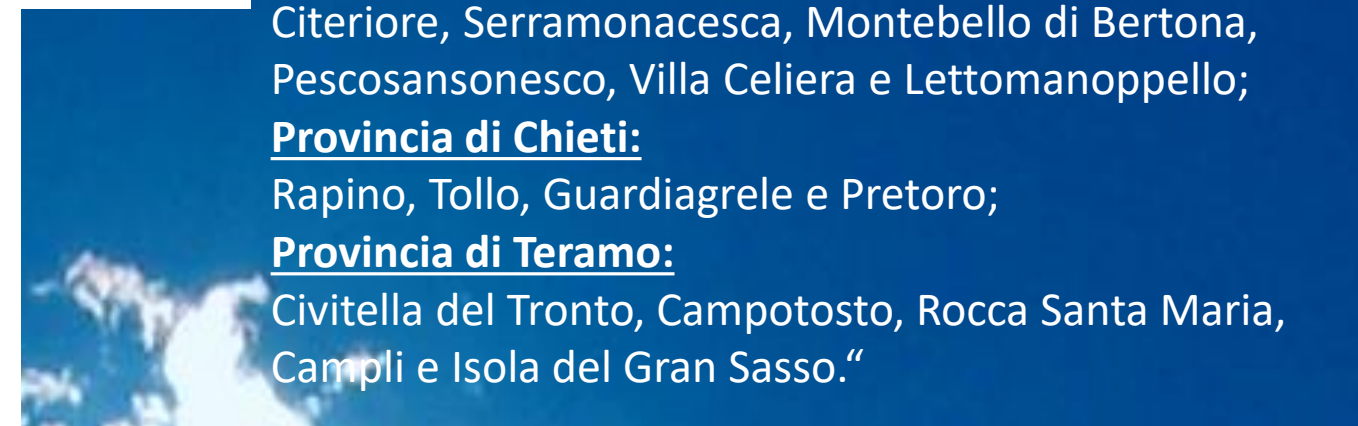 Citeriore, Serramonacesca, Montebello di Bertona,
Pescosansonesco, Villa Celiera e Lettomanoppello;
Provincia di Chieti:
Rapino, Tollo, Guardiagrele e Pretoro;
Provincia di Teramo:
Civitella del Tronto, Campotosto, Rocca Santa Maria,
Campli e Isola del Gran Sasso.“